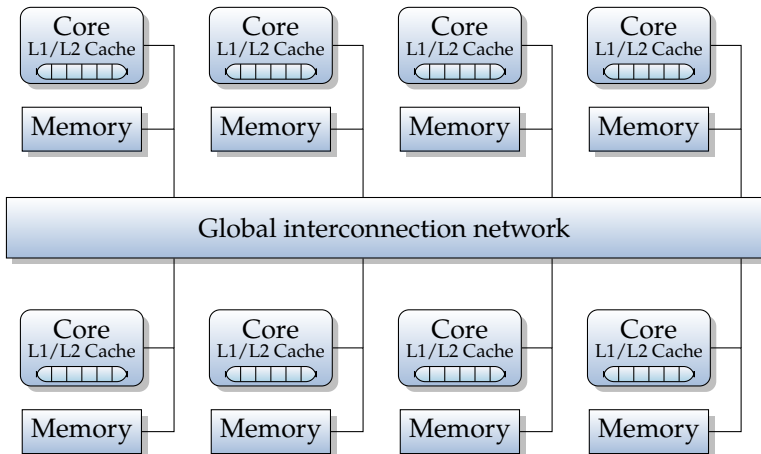 Core Core Core Core
L1/L2 Cache L1/L2 Cache L1/L2 Cache L1/L2 Cache
Memory Memory Memory Memory
Global interconnection network
Core Core Core Core
L1/L2 Cache L1/L2 Cache L1/L2 Cache L1/L2 Cache
Memory Memory Memory Memory